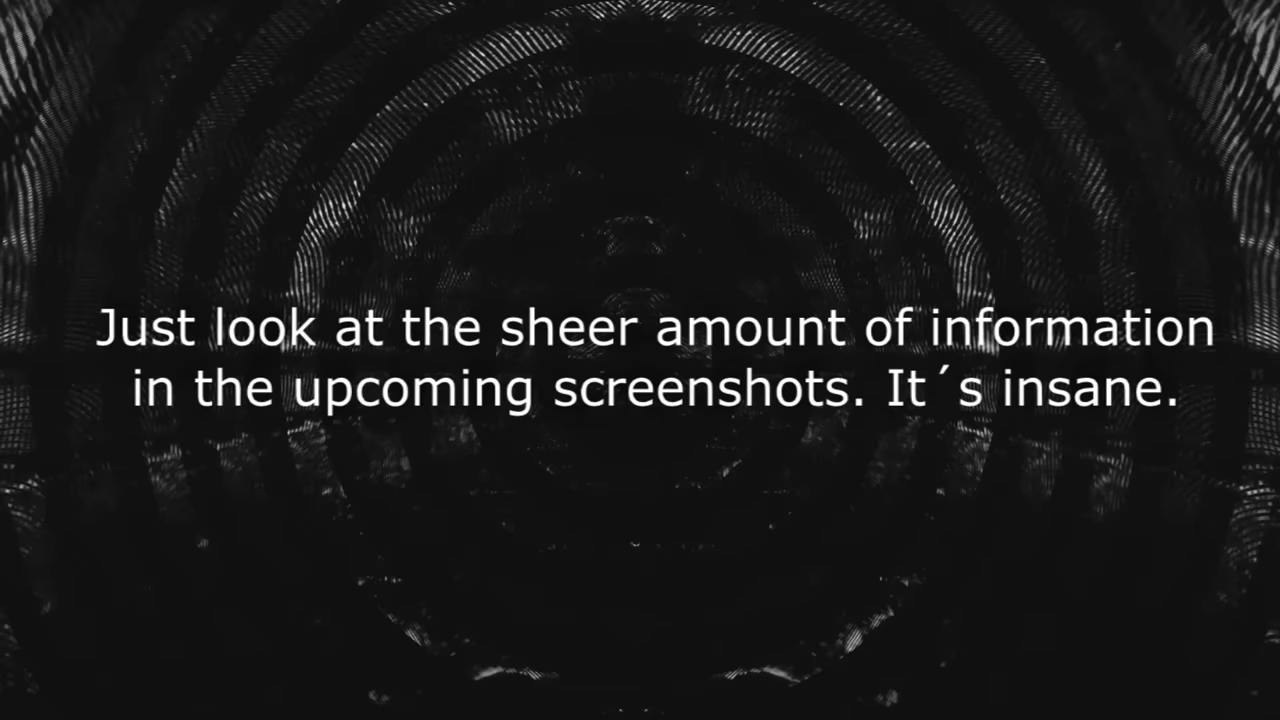 Just look at the sheer amount of information
in the upcoming screenshots. It´s insane.